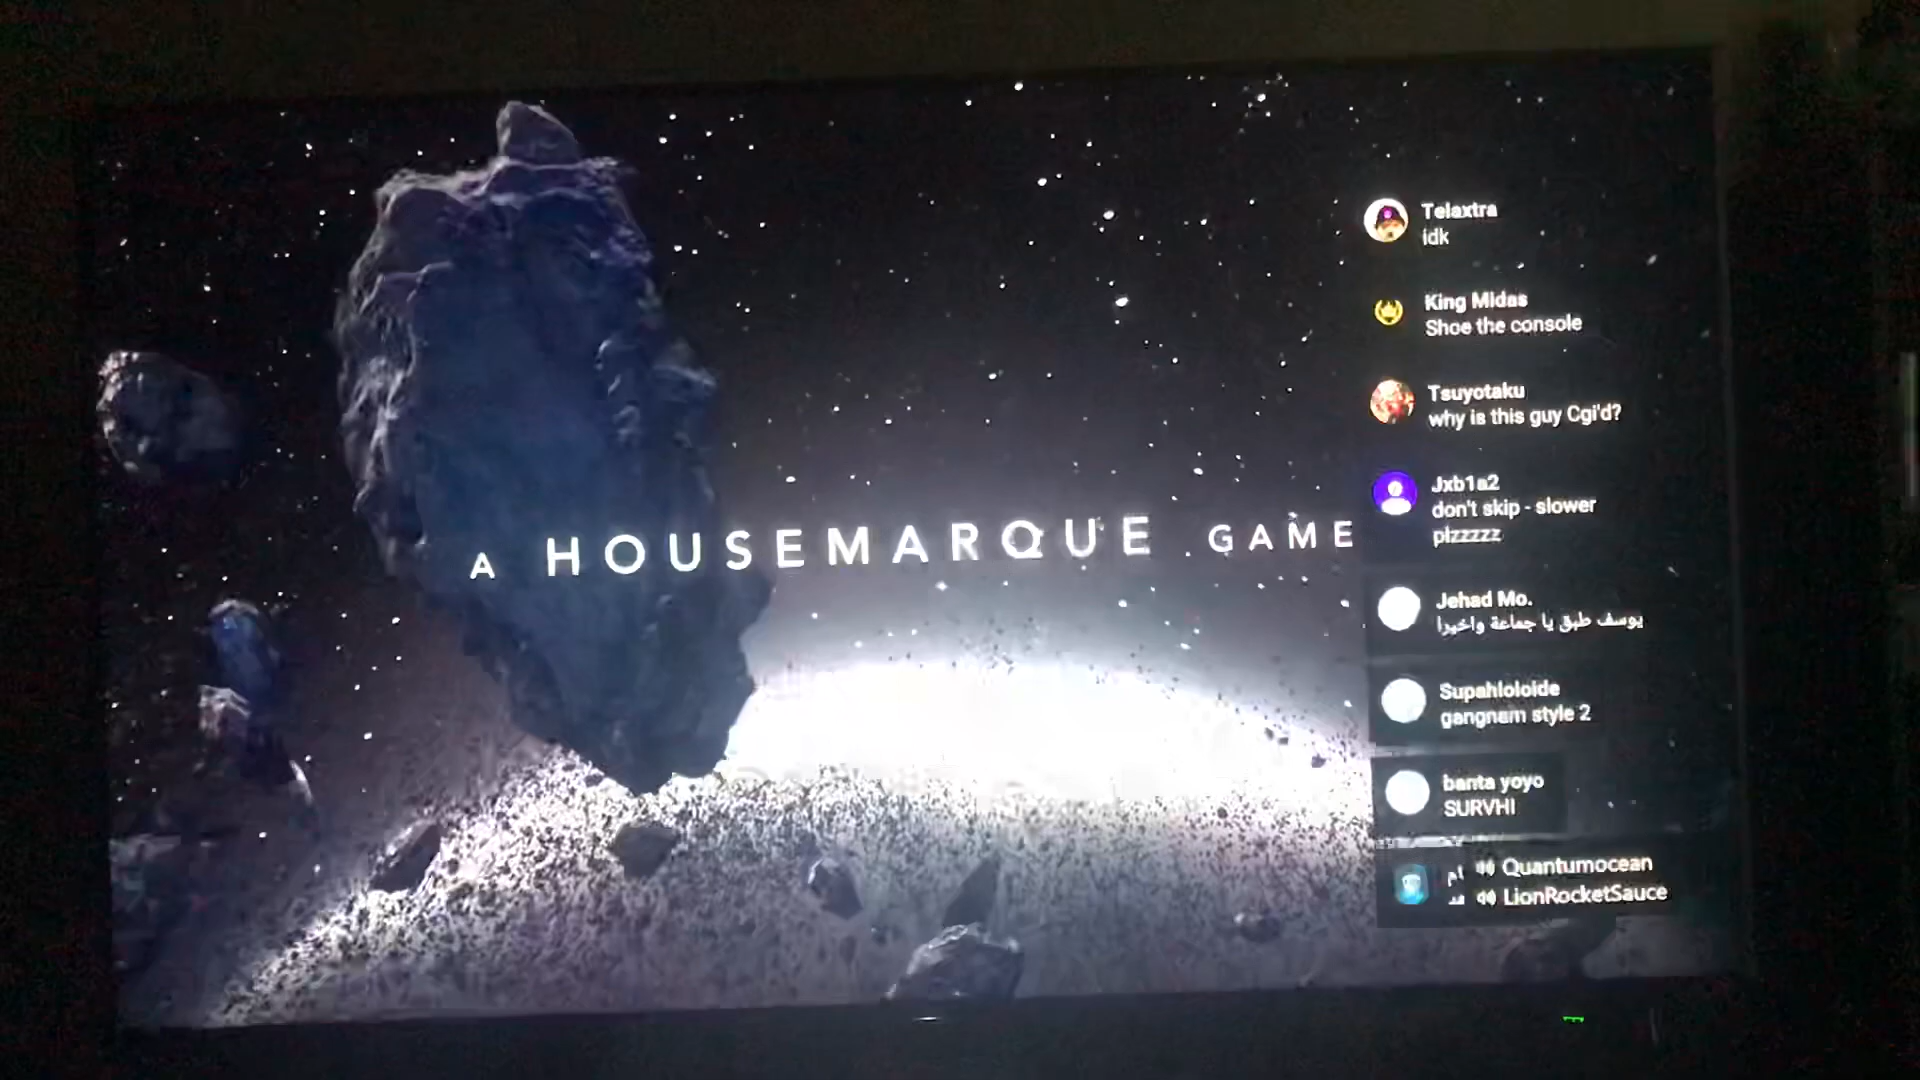 A HOUSEMARQUE GAME
Telaxtra
idk
King Midas
Shoe the console
Tsuyotaku
why is this guy Cgi'd?
Jxb1a2
don't skip - slower
plzzzzz
Jehad Mo.
يوسف طبق يا جماعة واخيرا
Supahloloide
gangnam style 2
banta yoyo
SURVHI
Quantumocean
LionRocketSauce